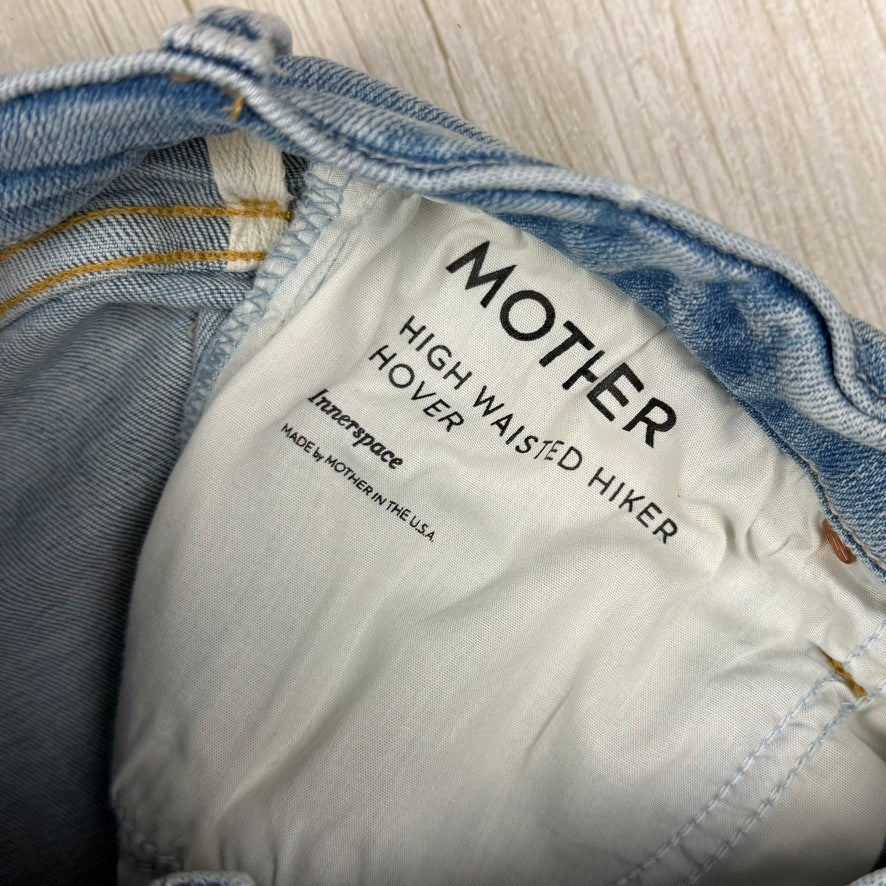 MOTHER
HIGH WAISTED HIKER
HOVER
Innerspace
MADE by MOTHER IN THE U.S.A.